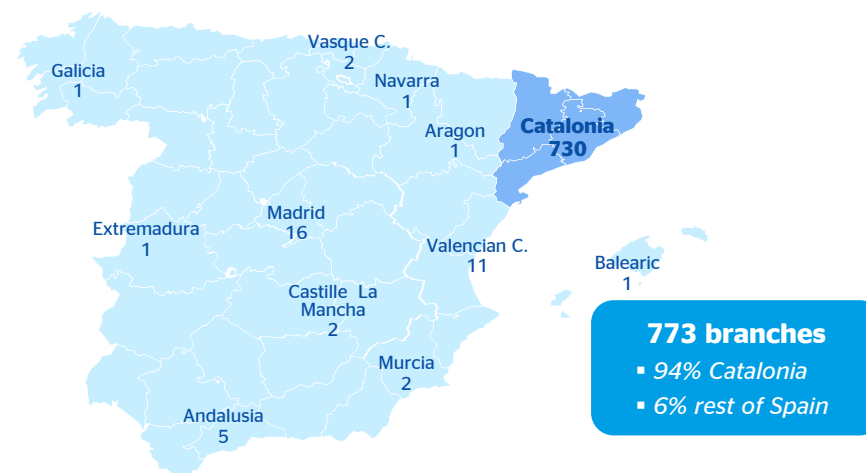 Vasque C.
2
Galicia
1
Navarra
1
Aragon
1
Catalonia
730
Madrid
16
Extremadura
1
Valencian C.
11
Balearic
1
Castille La
Mancha
2
Murcia
2
Andalusia
5
773 branches
▪ 94% Catalonia
▪ 6% rest of Spain